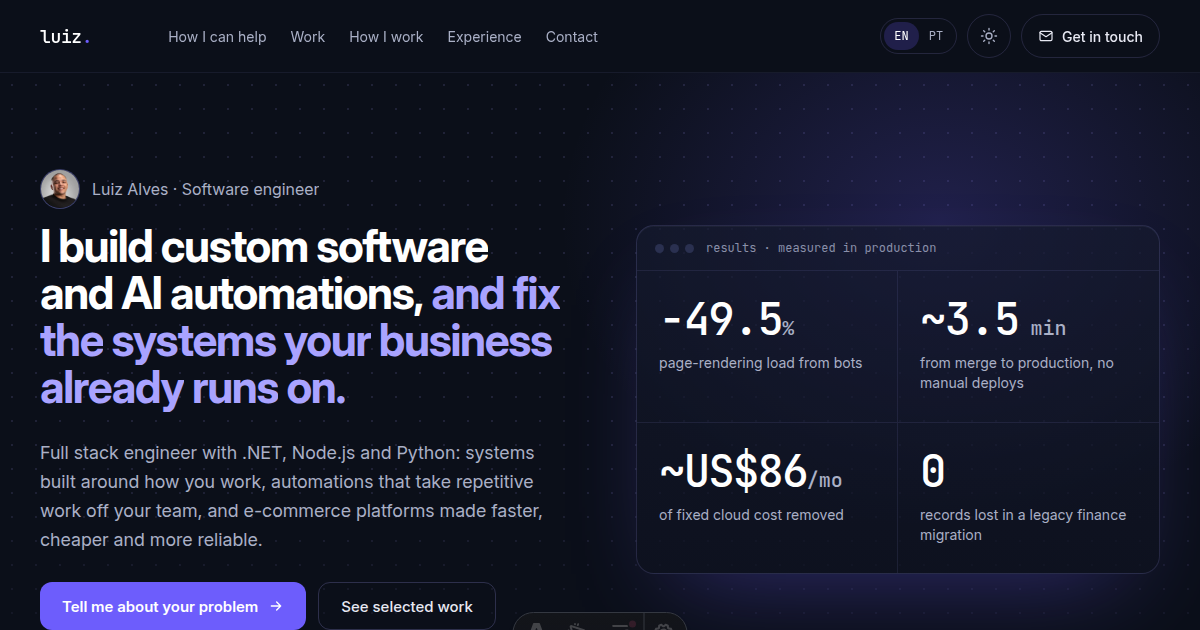 luiz.
How I can help
Work
How I work
Experience
Contact
EN
PT
Get in touch
Luiz Alves · Software engineer
I build custom software
and AI automations, and fix
the systems your business
already runs on.
Full stack engineer with .NET, Node.js and Python: systems
built around how you work, automations that take repetitive
work off your team, and e-commerce platforms made faster,
cheaper and more reliable.
Tell me about your problem →
See selected work
results · measured in production
-49.5%
page-rendering load from bots
~3.5 min
from merge to production, no
manual deploys
~US$86/mo
of fixed cloud cost removed
0
records lost in a legacy finance
migration